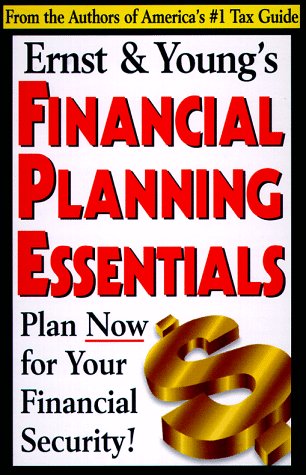 From the Authors of America's #1 Tax Guide
Ernst & Young's
FINANCIAL
PLANNING
ESSENTIALS
Plan Now
for Your
Financial
Security!
$